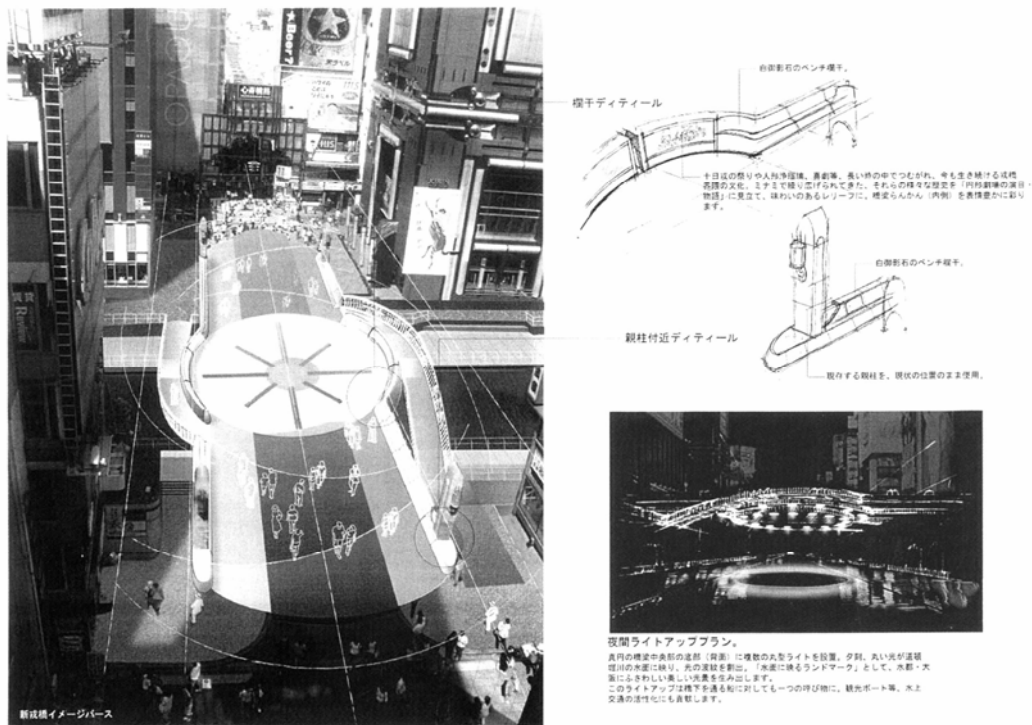 ★Beer?
心斎橋筋
HIS
賃貸
新戎橋イメージパース
白御影石のベンチ欄干。
欄干ディティール
十日戎の祭りや人形浄瑠璃、喜劇等、長い時の中でつむがれ、今も生き続ける戎橋
界隈の文化。ミナミで繰り広げられてきた、それらの様々な歴史を「円形劇場の演目・
物語」に見立て、味わいのあるレリーフに。橋梁らんかん（内側）を表情豊かに彩り
ます。
白御影石のベンチ欄干。
親柱付近ディティール
現存する親柱を、現状の位置のまま使用。
夜間ライトアッププラン。
真円の橋梁中央部の底部（背面）に複数の丸型ライトを設置。夕刻、丸い光が道頓
堀川の水面に映り、光の波紋を創出。「水面に映るランドマーク」として、水都・大
阪にふさわしい美しい光景を生み出します。
このライトアップは橋下を通る船に対しても一つの呼び物に。観光ボート等、水上
交通の活性化にも貢献します。